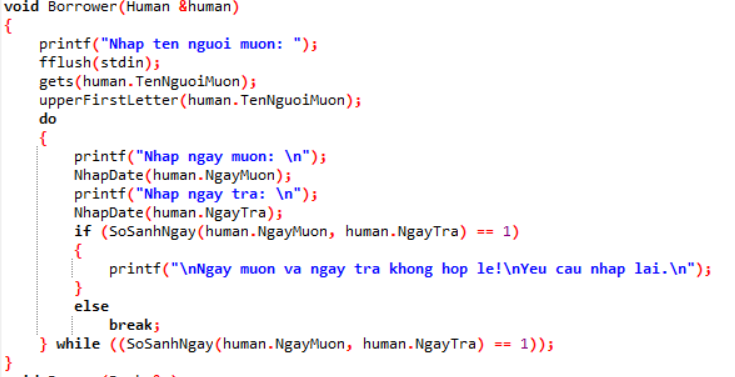 void Borrower(Human &human)
{
    printf("Nhap ten nguoi muon: ");
    fflush(stdin);
    gets(human.TenNguoiMuon);
    upperFirstLetter(human.TenNguoiMuon);
    do
    {
        printf("Nhap ngay muon: \n");
        NhapDate(human.NgayMuon);
        printf("Nhap ngay tra: \n");
        NhapDate(human.NgayTra);
        if (SoSanhNgay(human.NgayMuon, human.NgayTra) == 1)
        {
            printf("\nNgay muon va ngay tra khong hop le!\nYeu cau nhap lai.\n");
        }
        else
            break;
    } while ((SoSanhNgay(human.NgayMuon, human.NgayTra) == 1));
}